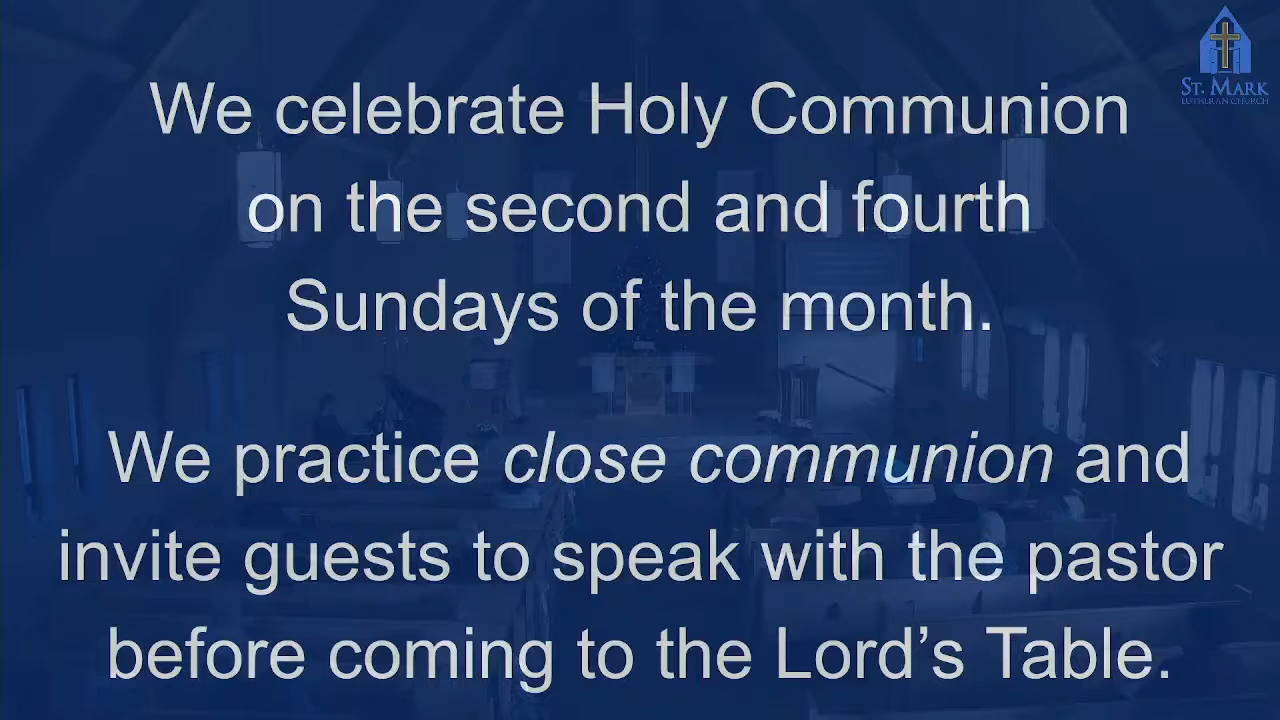 St. Mark
Lutheran Church
We celebrate Holy Communion
on the second and fourth
Sundays of the month.
We practice close communion and
invite guests to speak with the pastor
before coming to the Lord’s Table.